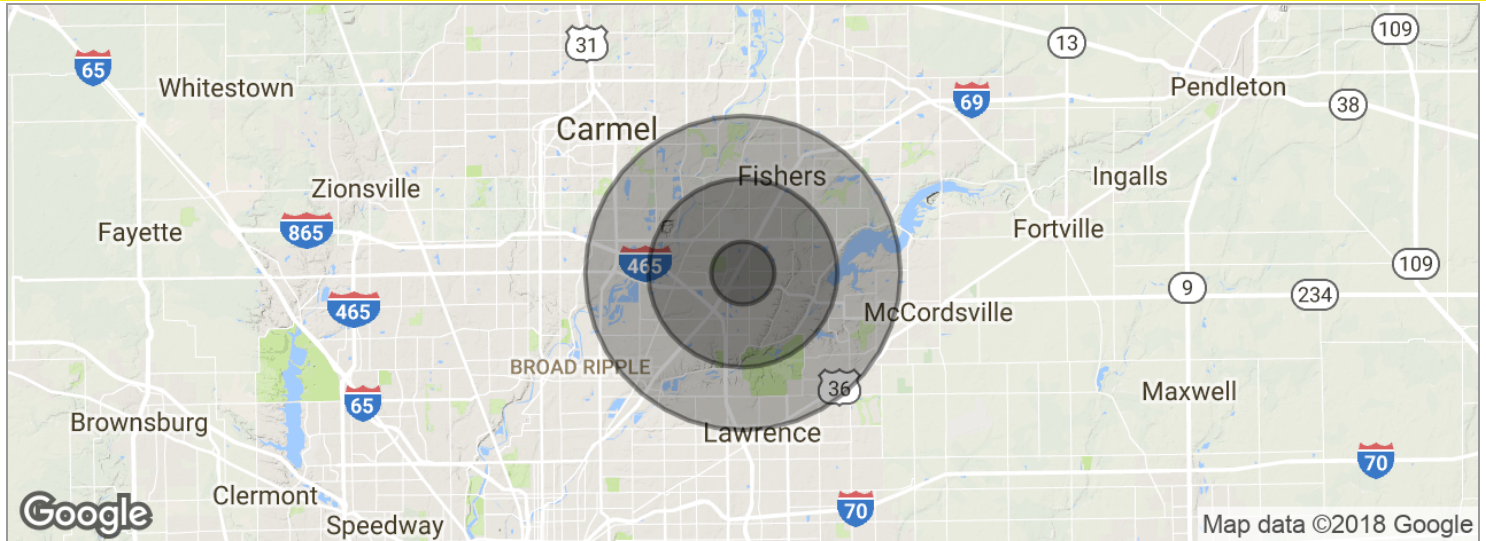 31
13
109
65
Whitestown
69
Pendleton
38
Carmel
Fishers
Ingalls
Zionsville
Fayette
865
Fortville
465
109
9
234
465
McCordsville
BROAD RIPPLE
36
Maxwell
65
Brownsburg
Lawrence
70
Clermont
70
Google
Speedway
Map data ©2018 Google